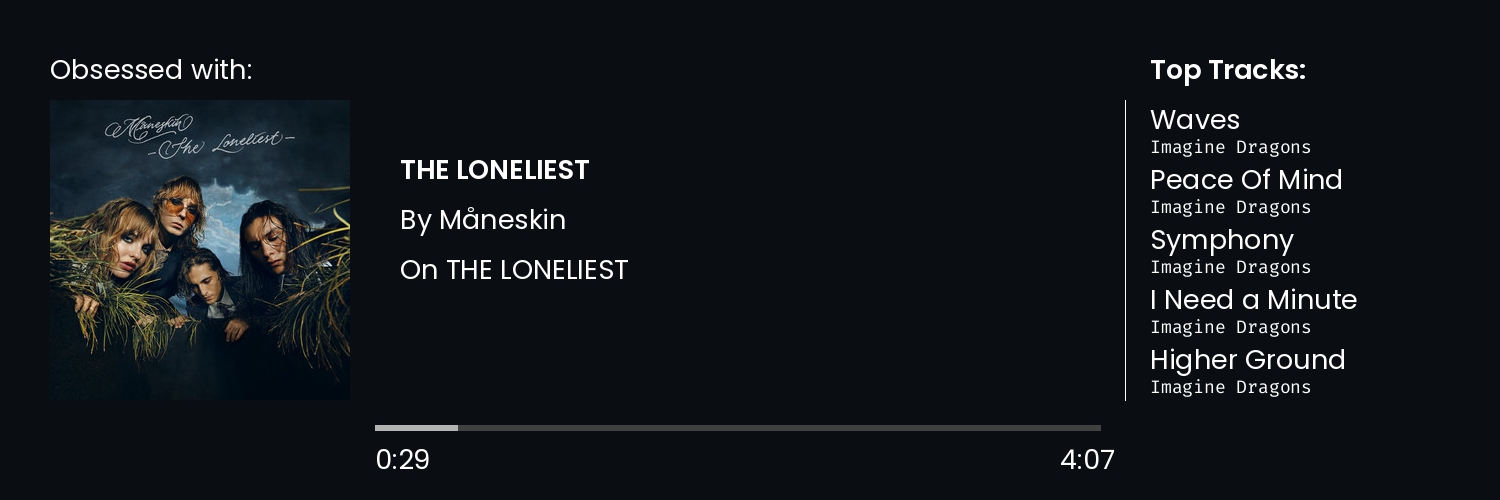 Obsessed with:
Måneskin
-The Loneliest-
THE LONELIEST
By Måneskin
On THE LONELIEST
0:29
4:07
Top Tracks:
Waves
Imagine Dragons
Peace Of Mind
Imagine Dragons
Symphony
Imagine Dragons
I Need a Minute
Imagine Dragons
Higher Ground
Imagine Dragons